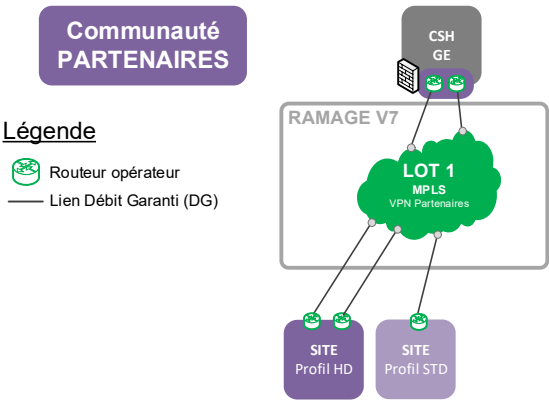 Communauté
PARTENAIRES
CSH
GE
RAMAGE V7
Légende
Routeur opérateur
Lien Débit Garanti (DG)
LOT 1
MPLS
VPN Partenaires
SITE
Profil HD
SITE
Profil STD